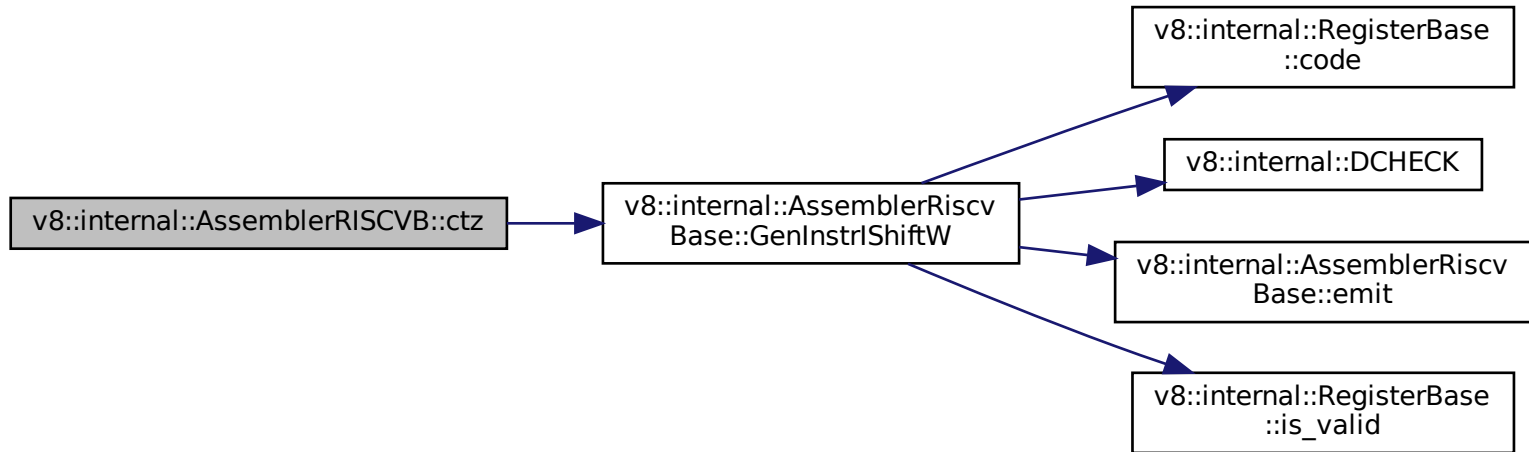 v8::internal::RegisterBase
::code
v8::internal::DCHECK
v8::internal::AssemblerRISCVB::ctz
v8::internal::AssemblerRiscv
Base::GenInstrIShiftW
v8::internal::AssemblerRiscv
Base::emit
v8::internal::RegisterBase
::is_valid